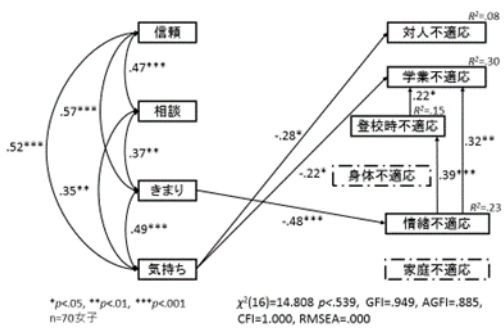 信頼
相談
きまり
気持ち
.47***
.57***
.52***
.37**
.35**
.49***
-.28*
-.22*
-.48***
R²=.08
対人不適応
R²=.30
学業不適応
.22*
R²=.15
登校時不適応
.32**
身体不適応
.39***
R²=.23
情緒不適応
家庭不適応
*p<.05, **p<.01, ***p<.001
n=70女子
χ²(16)=14.808 p<.539, GFI=.949, AGFI=.885,
CFI=1.000, RMSEA=.000